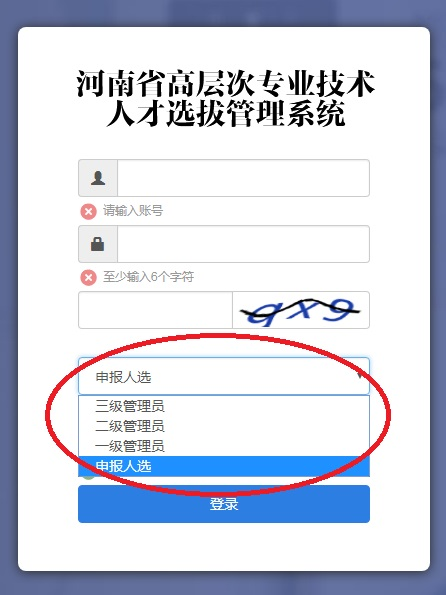 河南省高层次专业技术
人才选拔管理系统
请输入账号
至少输入6个字符
qx9
申报人选
三级管理员
二级管理员
一级管理员
申报人选
登录